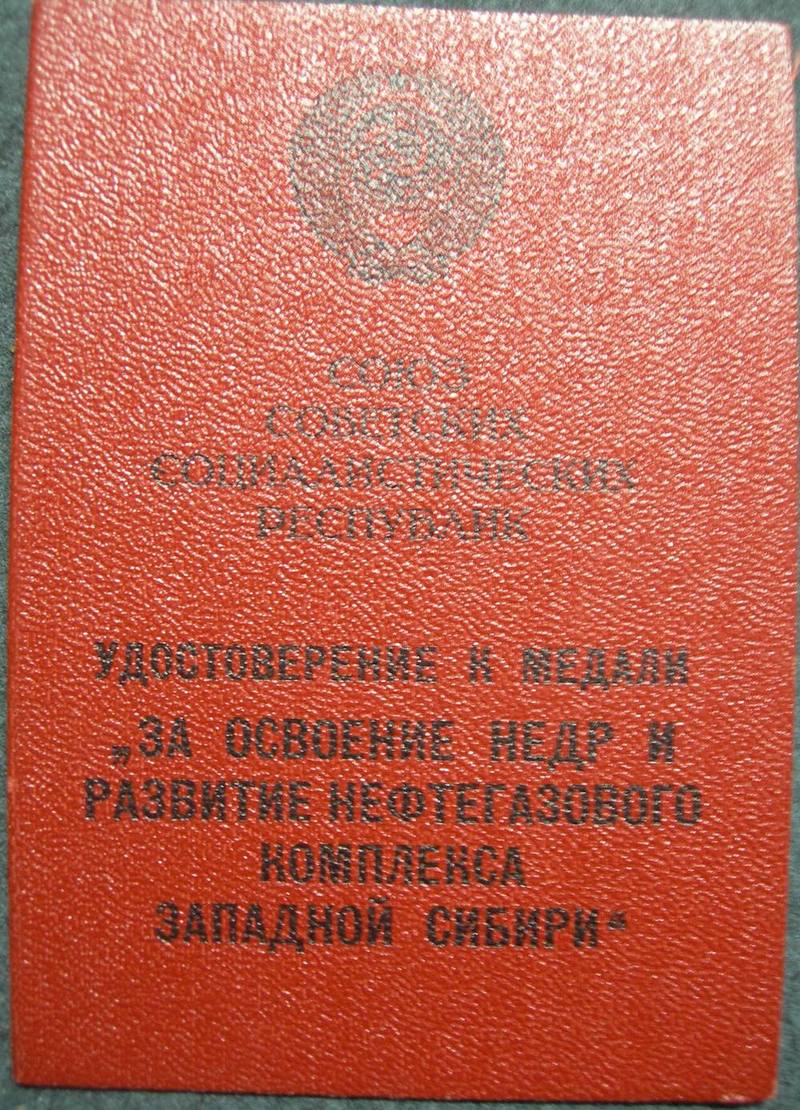 СОЮЗ
СОВЕТСКИХ
СОЦИАЛИСТИЧЕСКИХ
РЕСПУБЛИК
УДОСТОВЕРЕНИЕ К МЕДАЛИ
„ЗА ОСВОЕНИЕ НЕДР И
РАЗВИТИЕ НЕФТЕГАЗОВОГО
КОМПЛЕКСА
ЗАПАДНОЙ СИБИРИ“